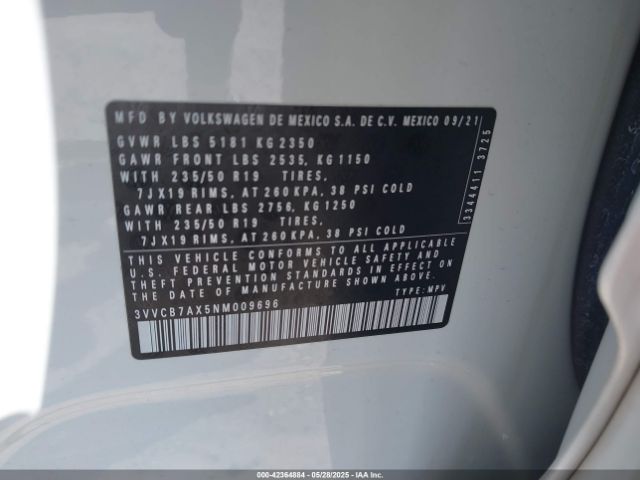 MFD BY VOLKSWAGEN DE MEXICO S.A. DE C.V. MEXICO 09/21
GVWR LBS 5181 KG 2350
GAWR FRONT LBS 2535, KG 1150
WITH 235/50 R19 TIRES,
7JX19 RIMS, AT 260 KPA, 38 PSI COLD
GAWR/REAR LBS 2756, KG 1250
WITH 235/50 R19 TIRES,
7JX19 RIMS, AT 260 KPA, 38 PSI COLD
THIS VEHICLE CONFORMS TO ALL APPLICABLE
U.S. FEDERAL MOTOR VEHICLE SAFETY AND
THEFT PREVENTION STANDARDS IN EFFECT ON
THE DATE OF MANUFACTURE SHOWN ABOVE.
3VVCB7AX5NM009696 TYPE: MPV
3344411 3725
000-42364884 | 05/28/2025 | IAA, Inc.